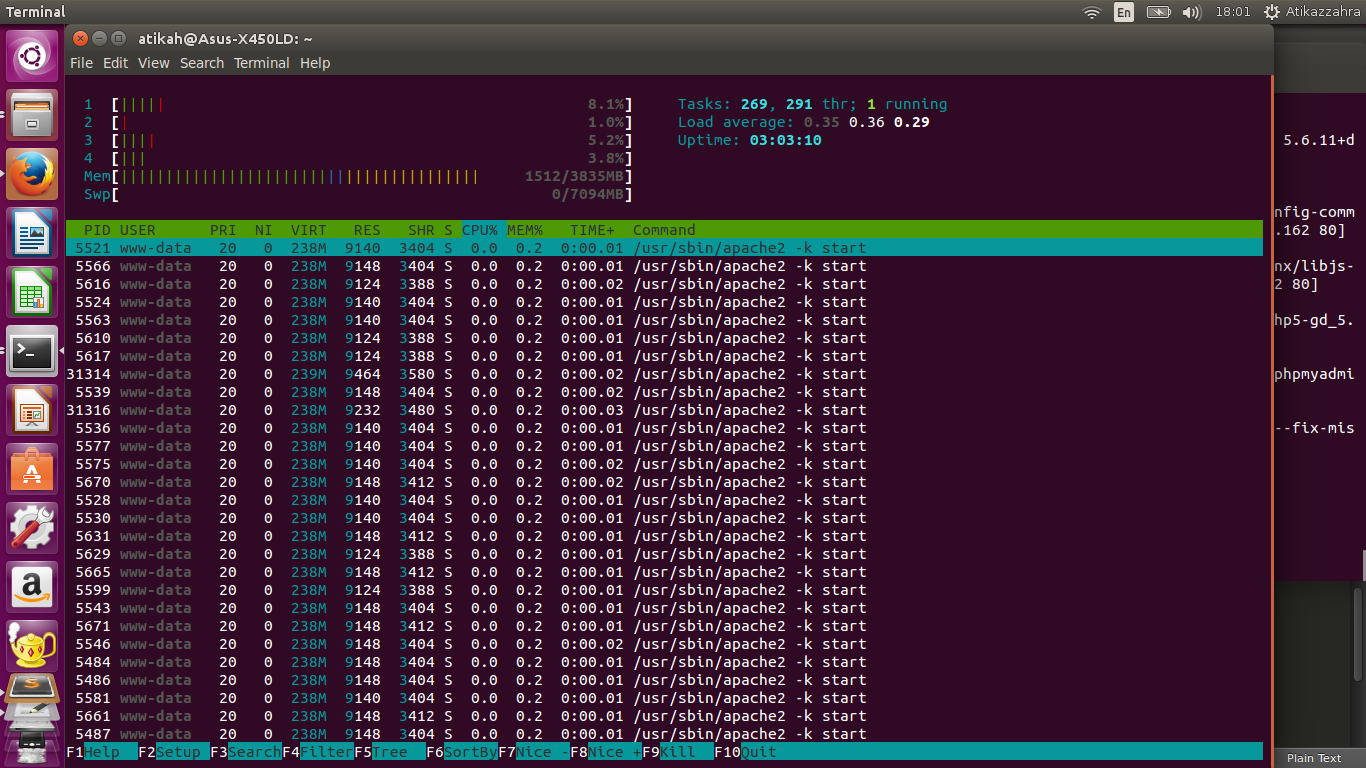 Terminal En 18:01 Atikazzahra
atikah@Asus-X450LD: ~
File Edit View Search Terminal Help
1 [||||| 8.1%] Tasks: 269, 291 thr; 1 running
2 [| 1.0%] Load average: 0.35 0.36 0.29
3 [|||| 5.2%] Uptime: 03:03:10
4 [||| 3.8%]
Mem[|||||||||||||||||||||||||||||||||||||||| 1512/3835MB]
Swp[ 0/7094MB]
PID USER PRI NI VIRT RES SHR S CPU% MEM% TIME+ Command
5521 www-data 20 0 238M 9140 3404 S 0.0 0.2 0:00.01 /usr/sbin/apache2 -k start
5566 www-data 20 0 238M 9148 3404 S 0.0 0.2 0:00.01 /usr/sbin/apache2 -k start
5616 www-data 20 0 238M 9124 3388 S 0.0 0.2 0:00.02 /usr/sbin/apache2 -k start
5524 www-data 20 0 238M 9140 3404 S 0.0 0.2 0:00.01 /usr/sbin/apache2 -k start
5563 www-data 20 0 238M 9140 3404 S 0.0 0.2 0:00.01 /usr/sbin/apache2 -k start
5610 www-data 20 0 238M 9124 3388 S 0.0 0.2 0:00.02 /usr/sbin/apache2 -k start
5617 www-data 20 0 238M 9124 3388 S 0.0 0.2 0:00.01 /usr/sbin/apache2 -k start
31314 www-data 20 0 239M 9464 3580 S 0.0 0.2 0:00.02 /usr/sbin/apache2 -k start
5539 www-data 20 0 238M 9148 3404 S 0.0 0.2 0:00.02 /usr/sbin/apache2 -k start
31316 www-data 20 0 238M 9232 3480 S 0.0 0.2 0:00.03 /usr/sbin/apache2 -k start
5536 www-data 20 0 238M 9140 3404 S 0.0 0.2 0:00.01 /usr/sbin/apache2 -k start
5577 www-data 20 0 238M 9140 3404 S 0.0 0.2 0:00.01 /usr/sbin/apache2 -k start
5575 www-data 20 0 238M 9140 3404 S 0.0 0.2 0:00.02 /usr/sbin/apache2 -k start
5670 www-data 20 0 238M 9148 3412 S 0.0 0.2 0:00.02 /usr/sbin/apache2 -k start
5528 www-data 20 0 238M 9140 3404 S 0.0 0.2 0:00.01 /usr/sbin/apache2 -k start
5530 www-data 20 0 238M 9140 3404 S 0.0 0.2 0:00.01 /usr/sbin/apache2 -k start
5631 www-data 20 0 238M 9148 3412 S 0.0 0.2 0:00.01 /usr/sbin/apache2 -k start
5629 www-data 20 0 238M 9124 3388 S 0.0 0.2 0:00.02 /usr/sbin/apache2 -k start
5665 www-data 20 0 238M 9148 3412 S 0.0 0.2 0:00.01 /usr/sbin/apache2 -k start
5599 www-data 20 0 238M 9124 3388 S 0.0 0.2 0:00.01 /usr/sbin/apache2 -k start
5543 www-data 20 0 238M 9148 3404 S 0.0 0.2 0:00.01 /usr/sbin/apache2 -k start
5671 www-data 20 0 238M 9148 3412 S 0.0 0.2 0:00.01 /usr/sbin/apache2 -k start
5546 www-data 20 0 238M 9148 3404 S 0.0 0.2 0:00.02 /usr/sbin/apache2 -k start
5484 www-data 20 0 238M 9148 3404 S 0.0 0.2 0:00.01 /usr/sbin/apache2 -k start
5486 www-data 20 0 238M 9148 3404 S 0.0 0.2 0:00.01 /usr/sbin/apache2 -k start
5581 www-data 20 0 238M 9140 3404 S 0.0 0.2 0:00.01 /usr/sbin/apache2 -k start
5661 www-data 20 0 238M 9148 3412 S 0.0 0.2 0:00.01 /usr/sbin/apache2 -k start
5487 www-data 20 0 238M 9148 3404 S 0.0 0.2 0:00.01 /usr/sbin/apache2 -k start
F1Help F2Setup F3SearchF4FilterF5Tree F6SortByF7Nice -F8Nice +F9Kill F10Quit
5.6.11+d
nfig-comm
.162 80]
nx/libjs-
2 80]
hp5-gd_5.
phpmyadmi
--fix-mis
Plain Text